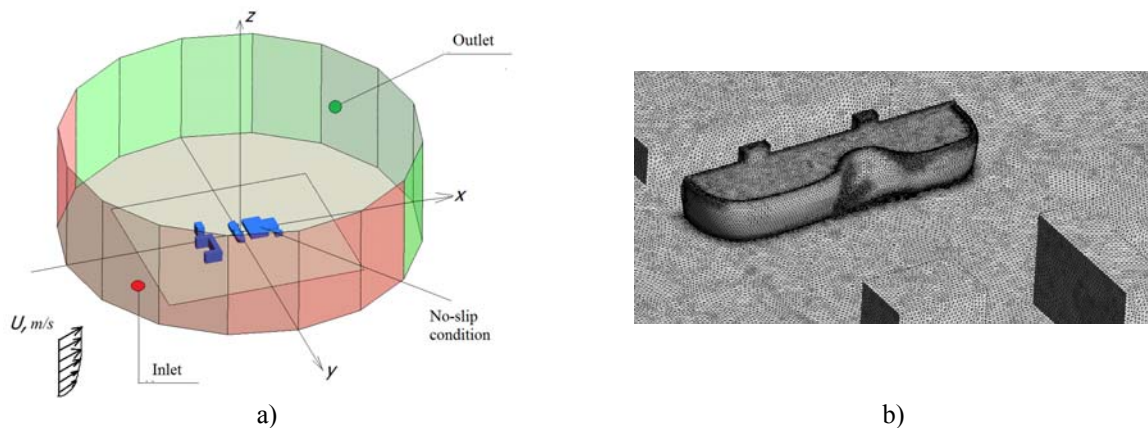 z
Outlet
x
U, m/s
No-slip
condition
Inlet
y
a)
b)